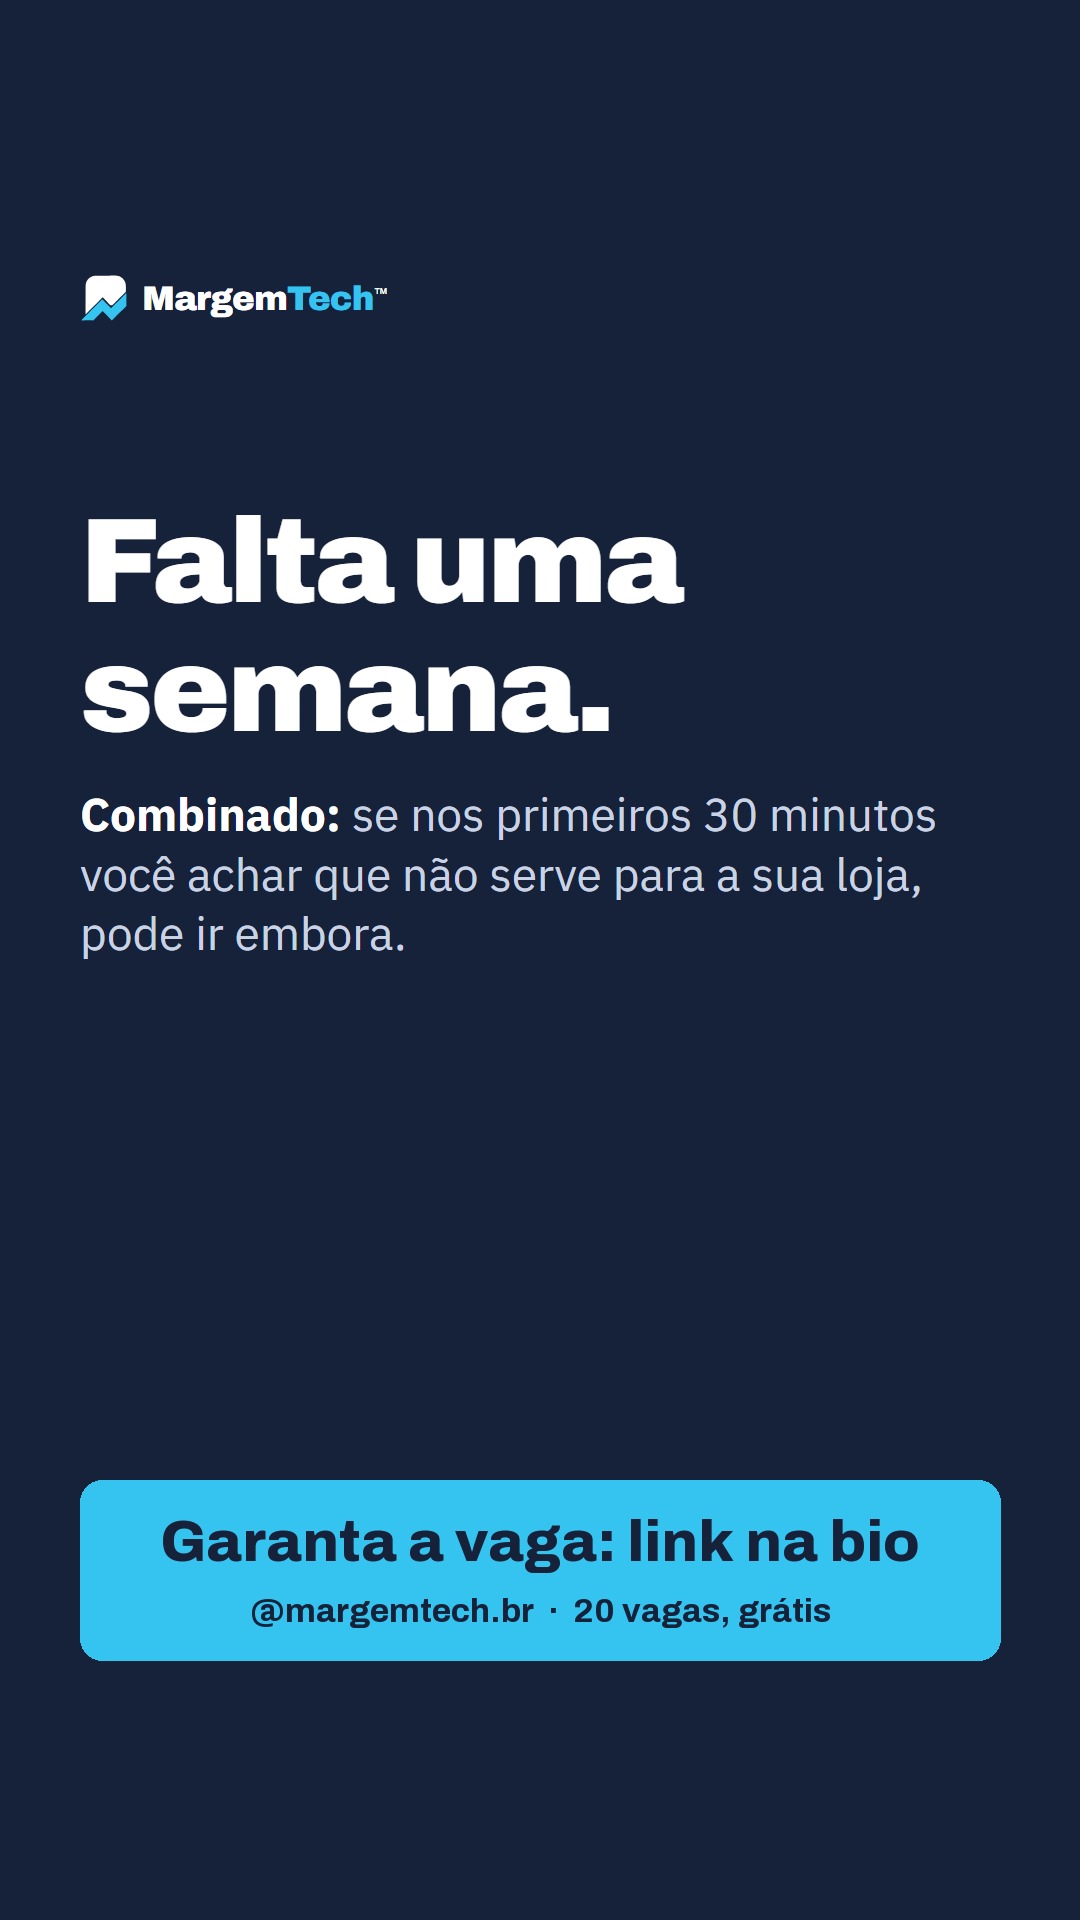 MargemTech™
Falta uma
semana.
Combinado: se nos primeiros 30 minutos
você achar que não serve para a sua loja,
pode ir embora.
Garanta a vaga: link na bio
@margemtech.br · 20 vagas, grátis